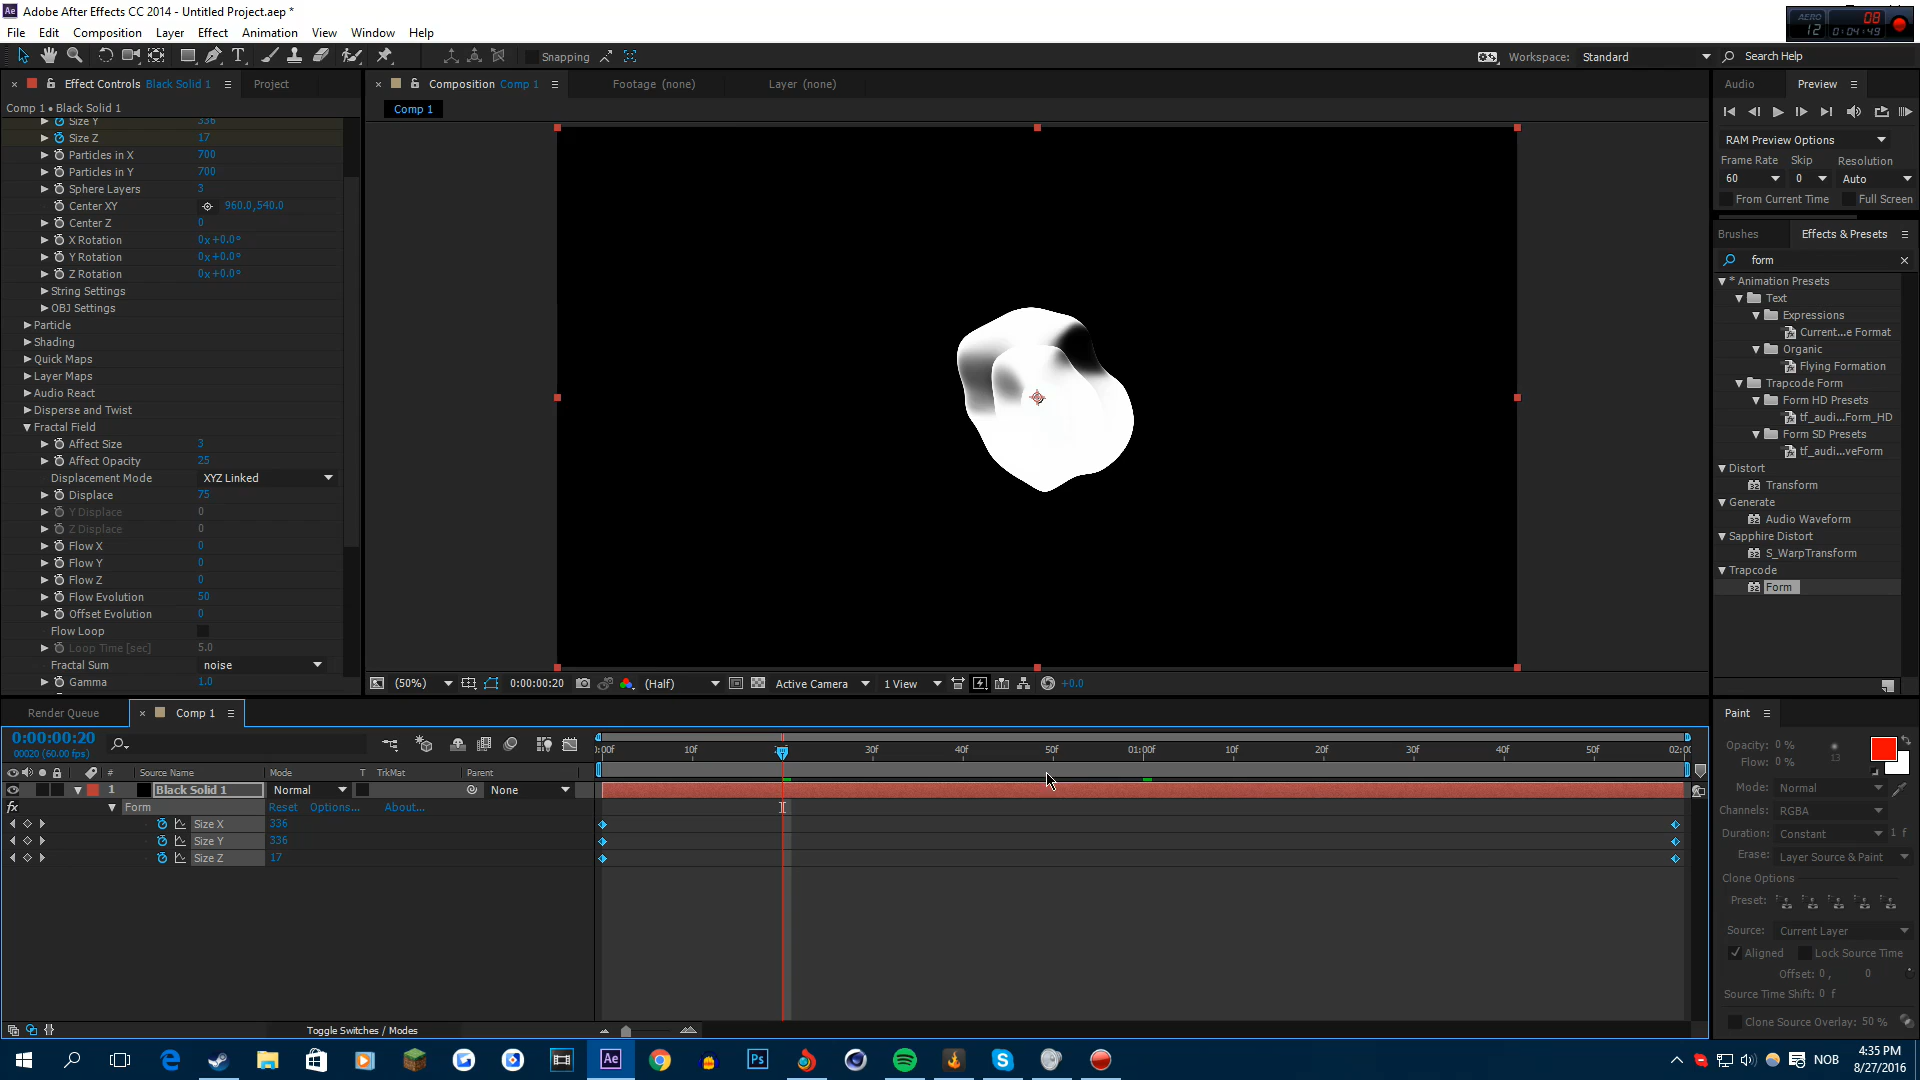 Adobe After Effects CC 2014 - Untitled Project.aep *
File Edit Composition Layer Effect Animation View Window Help
AERO 12 08 0:04:49
Snapping
Workspace: Standard
Search Help
Effect Controls Black Solid 1
Project
Composition Comp 1
Footage (none)
Layer (none)
Audio
Preview
Comp 1 • Black Solid 1
Comp 1
Size Y 336
Size Z 17
Particles in X 700
Particles in Y 700
Sphere Layers 3
Center XY 960.0,540.0
Center Z 0
X Rotation 0x+0.0°
Y Rotation 0x+0.0°
Z Rotation 0x+0.0°
String Settings
OBJ Settings
Particle
Shading
Quick Maps
Layer Maps
Audio React
Disperse and Twist
Fractal Field
Affect Size 3
Affect Opacity 25
Displacement Mode XYZ Linked
Displace 75
Y Displace 0
Z Displace 0
Flow X 0
Flow Y 0
Flow Z 0
Flow Evolution 50
Offset Evolution 0
Flow Loop
Loop Time [sec] 5.0
Fractal Sum noise
Gamma 1.0
(50%) 0:00:00:20 (Half) Active Camera 1 View +0.0
RAM Preview Options
Frame Rate Skip Resolution
60 0 Auto
From Current Time Full Screen
Brushes
Effects & Presets
form
* Animation Presets
Text
Expressions
Current...e Format
Organic
Flying Formation
Trapcode Form
Form HD Presets
tf_audi...Form_HD
Form SD Presets
tf_audi...veForm
Distort
Transform
Generate
Audio Waveform
Sapphire Distort
S_WarpTransform
Trapcode
Form
Render Queue
Comp 1
0:00:00:20
00020 (60.00 fps)
:00F 10f 30f 40f 50f 01:00f 10f 20f 30f 40f 50f 02:00
# Source Name Mode T TrkMat Parent
1 Black Solid 1 Normal None
fx Form Reset Options... About...
Size X 336
Size Y 336
Size Z 17
Toggle Switches / Modes
Paint
Opacity: 0 %
Flow: 0 %
13
Mode: Normal
Channels: RGBA
Duration: Constant 1 f
Erase: Layer Source & Paint
Clone Options
Preset:
Source: Current Layer
Aligned Lock Source Time
Offset: 0 , 0
Source Time Shift: 0 f
Clone Source Overlay: 50 %
Ae
Ps
NOB
4:35 PM
8/27/2016